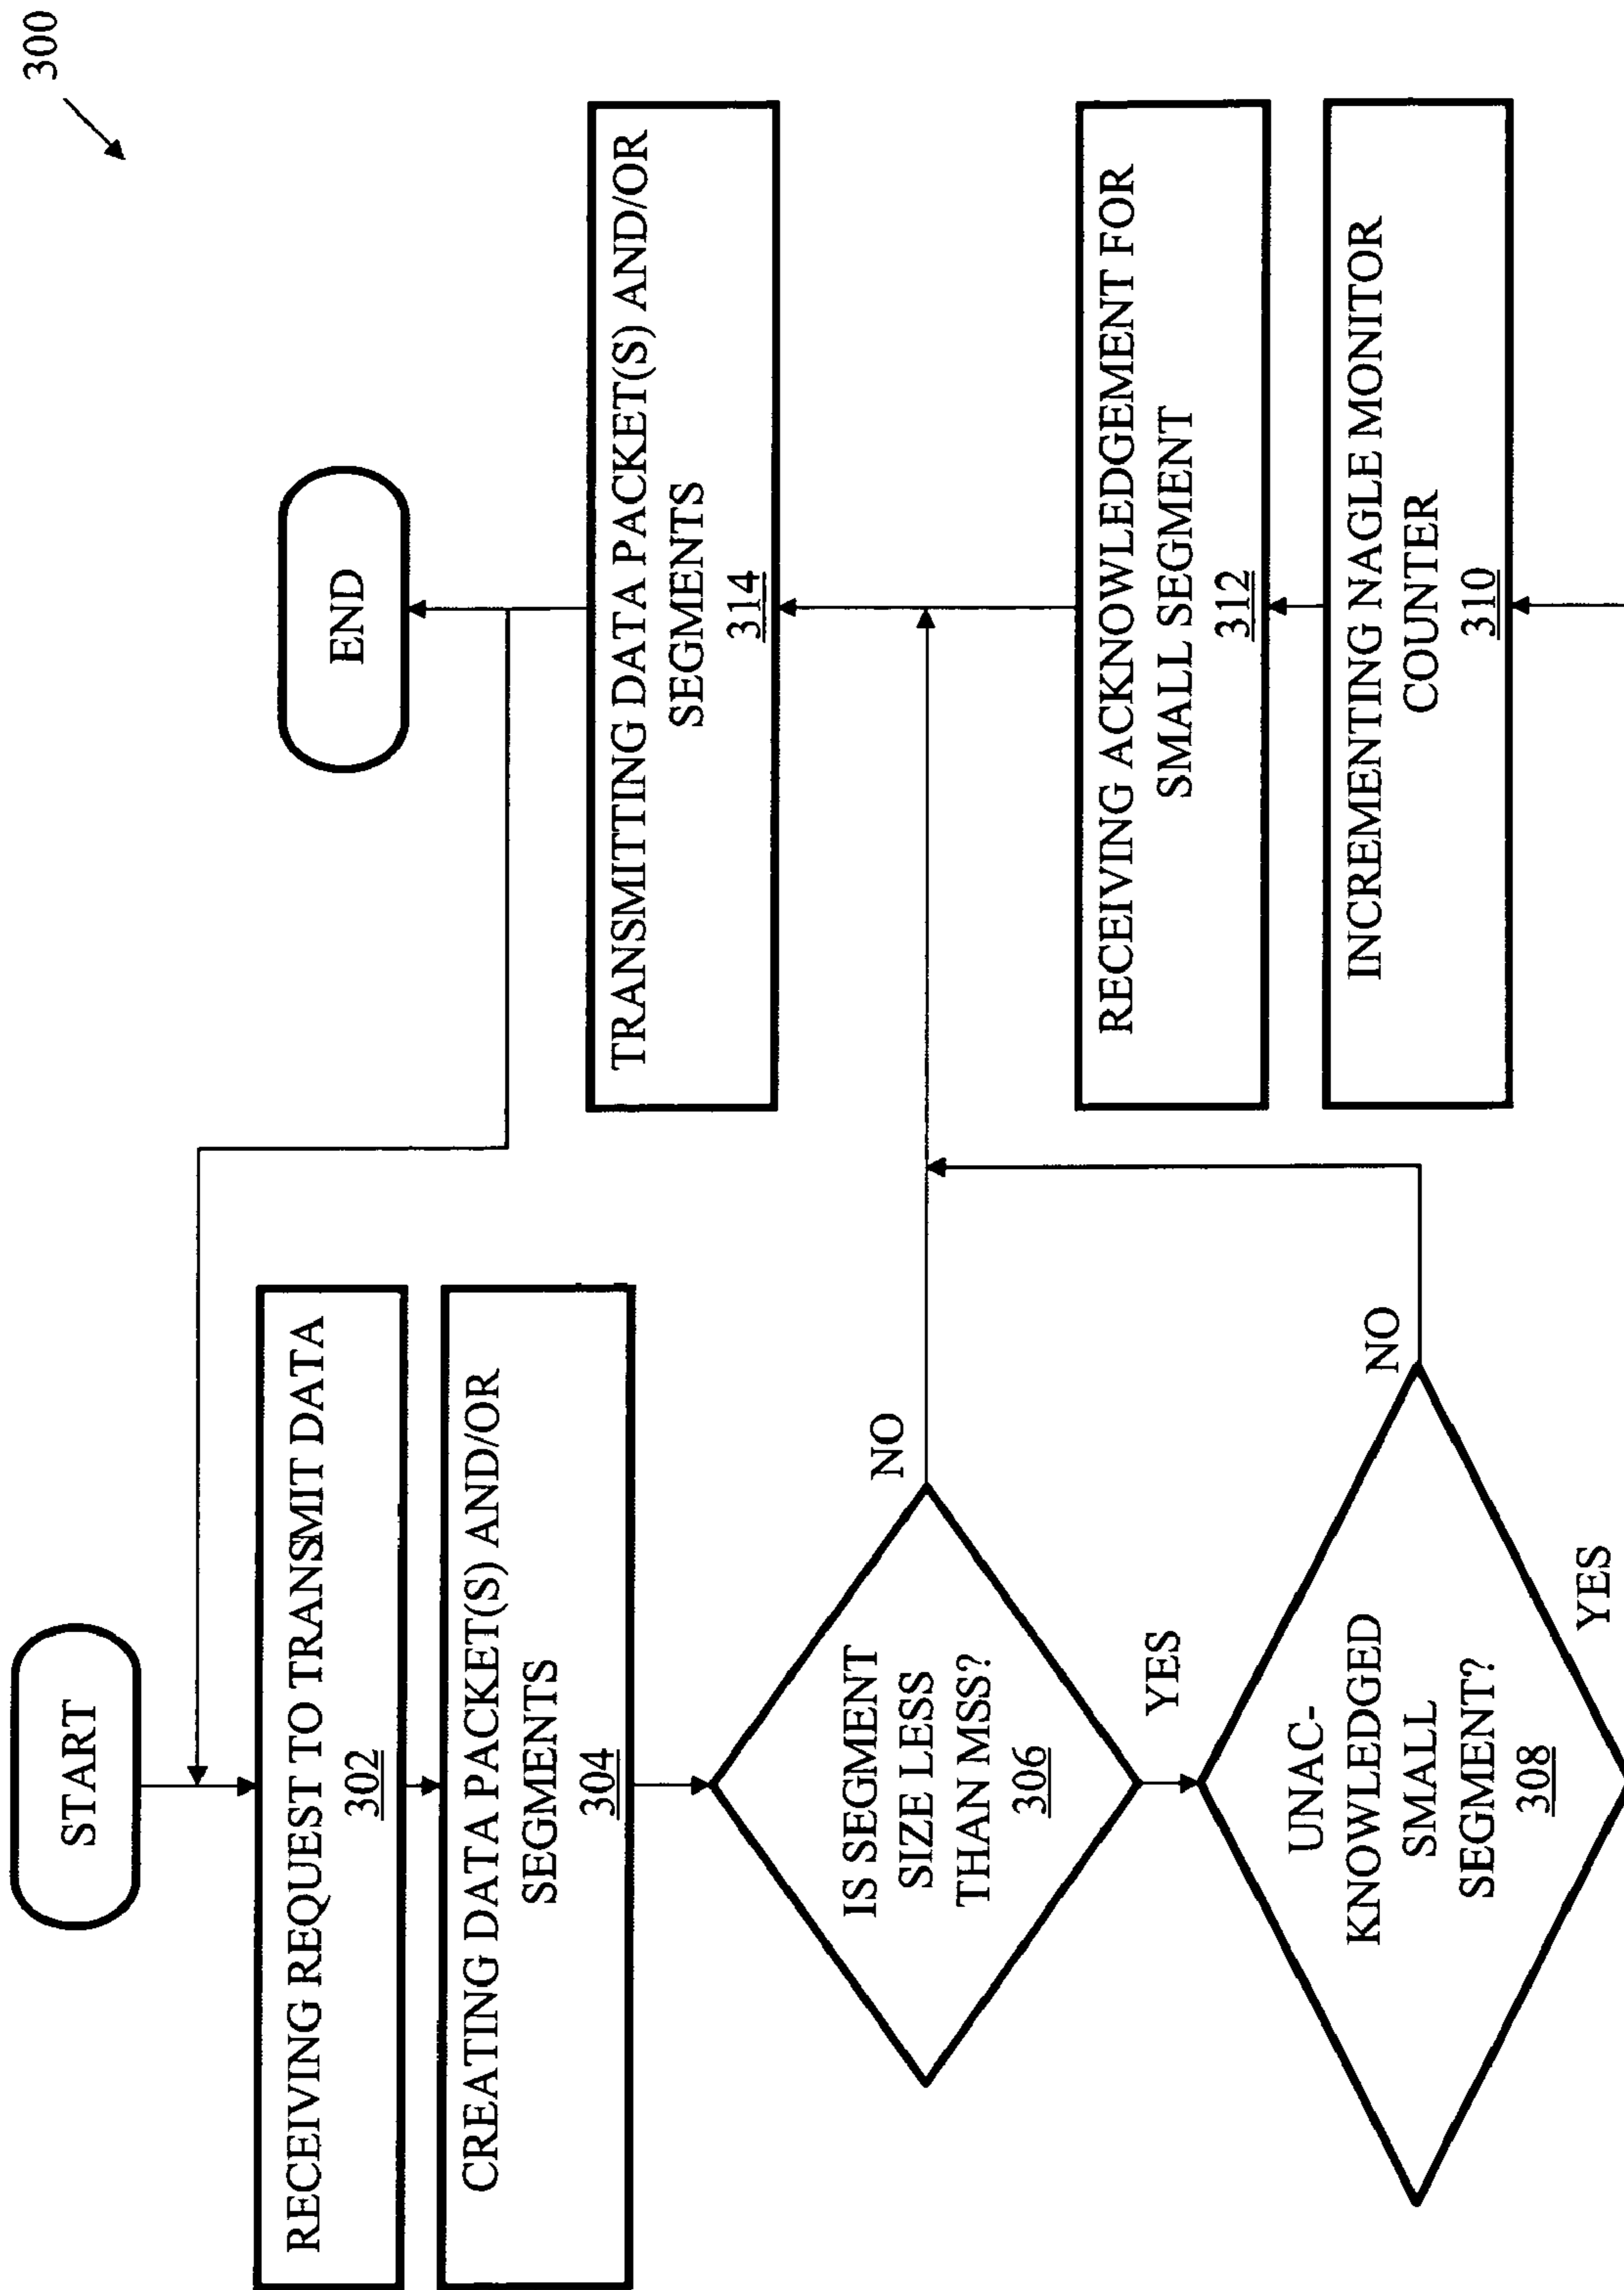 300
START
RECEIVING REQUEST TO TRANSMIT DATA
302
CREATING DATA PACKET(S) AND/OR
SEGMENTS
304
IS SEGMENT
SIZE LESS
THAN MSS?
306
NO
YES
UNAC-
KNOWLEDGED
SMALL
SEGMENT?
308
NO
YES
END
TRANSMITTING DATA PACKET(S) AND/OR
SEGMENTS
314
RECEIVING ACKNOWLEDGEMENT FOR
SMALL SEGMENT
312
INCREMENTING NAGLE MONITOR
COUNTER
310